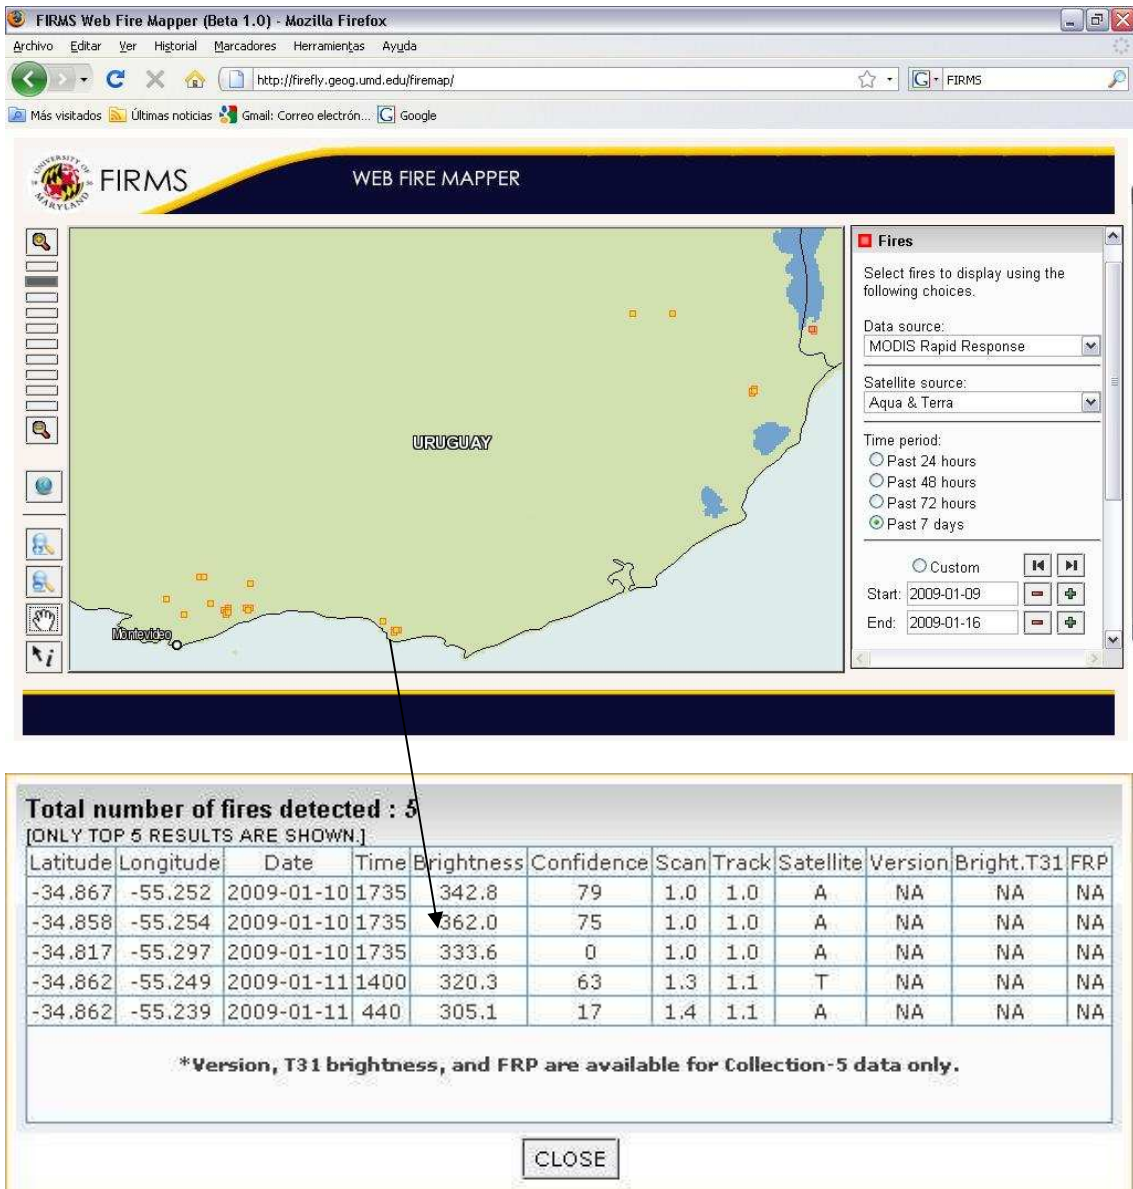 FIRMS Web Fire Mapper (Beta 1.0) - Mozilla Firefox
Archivo Editar Ver Historial Marcadores Herramientas Ayuda
http://firefly.geog.umd.edu/firemap/ G FIRMS
Más visitados Últimas noticias Gmail: Correo electrón... G Google
UNIVERSITY OF MARYLAND
FIRMS WEB FIRE MAPPER
URUGUAY
Montevideo
i
Fires
Select fires to display using the
following choices.
Data source:
MODIS Rapid Response
Satellite source:
Aqua & Terra
Time period:
Past 24 hours
Past 48 hours
Past 72 hours
Past 7 days
Custom
Start: 2009-01-09
End: 2009-01-16
Total number of fires detected : 5
[ONLY TOP 5 RESULTS ARE SHOWN.]
Latitude Longitude Date Time Brightness Confidence Scan Track Satellite Version Bright.T31 FRP
-34.867 -55.252 2009-01-10 1735 342.8 79 1.0 1.0 A NA NA NA
-34.858 -55.254 2009-01-10 1735 362.0 75 1.0 1.0 A NA NA NA
-34.817 -55.297 2009-01-10 1735 333.6 0 1.0 1.0 A NA NA NA
-34.862 -55.249 2009-01-11 1400 320.3 63 1.3 1.1 T NA NA NA
-34.862 -55.239 2009-01-11 440 305.1 17 1.4 1.1 A NA NA NA
*Version, T31 brightness, and FRP are available for Collection-5 data only.
CLOSE